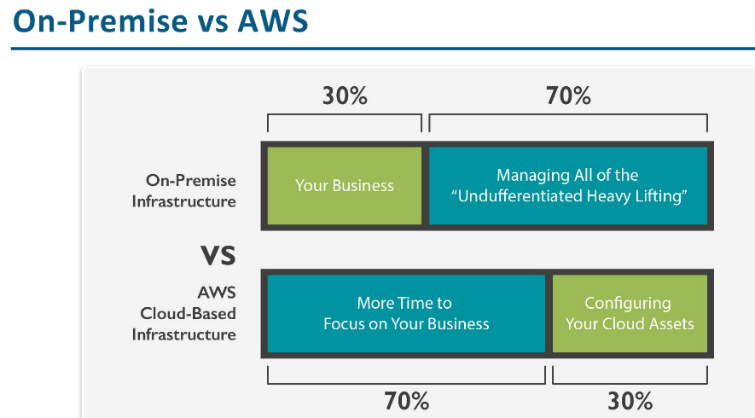 On-Premise vs AWS
30%
70%
On-Premise
Infrastructure
Your Business
Managing All of the
“Undufferentiated Heavy Lifting”
VS
AWS
Cloud-Based
Infrastructure
More Time to
Focus on Your Business
Configuring
Your Cloud Assets
70%
30%